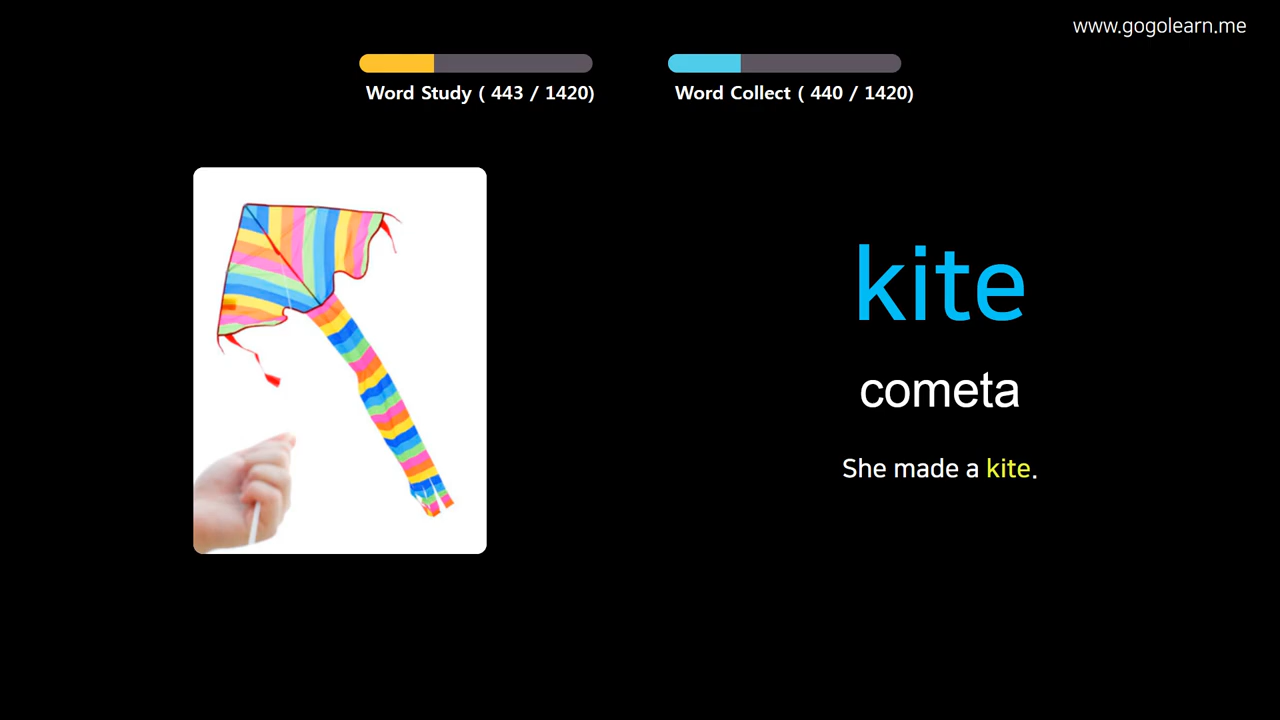 www.gogolearn.me
Word Study ( 443 / 1420)
Word Collect ( 440 / 1420)
kite
cometa
She made a kite.